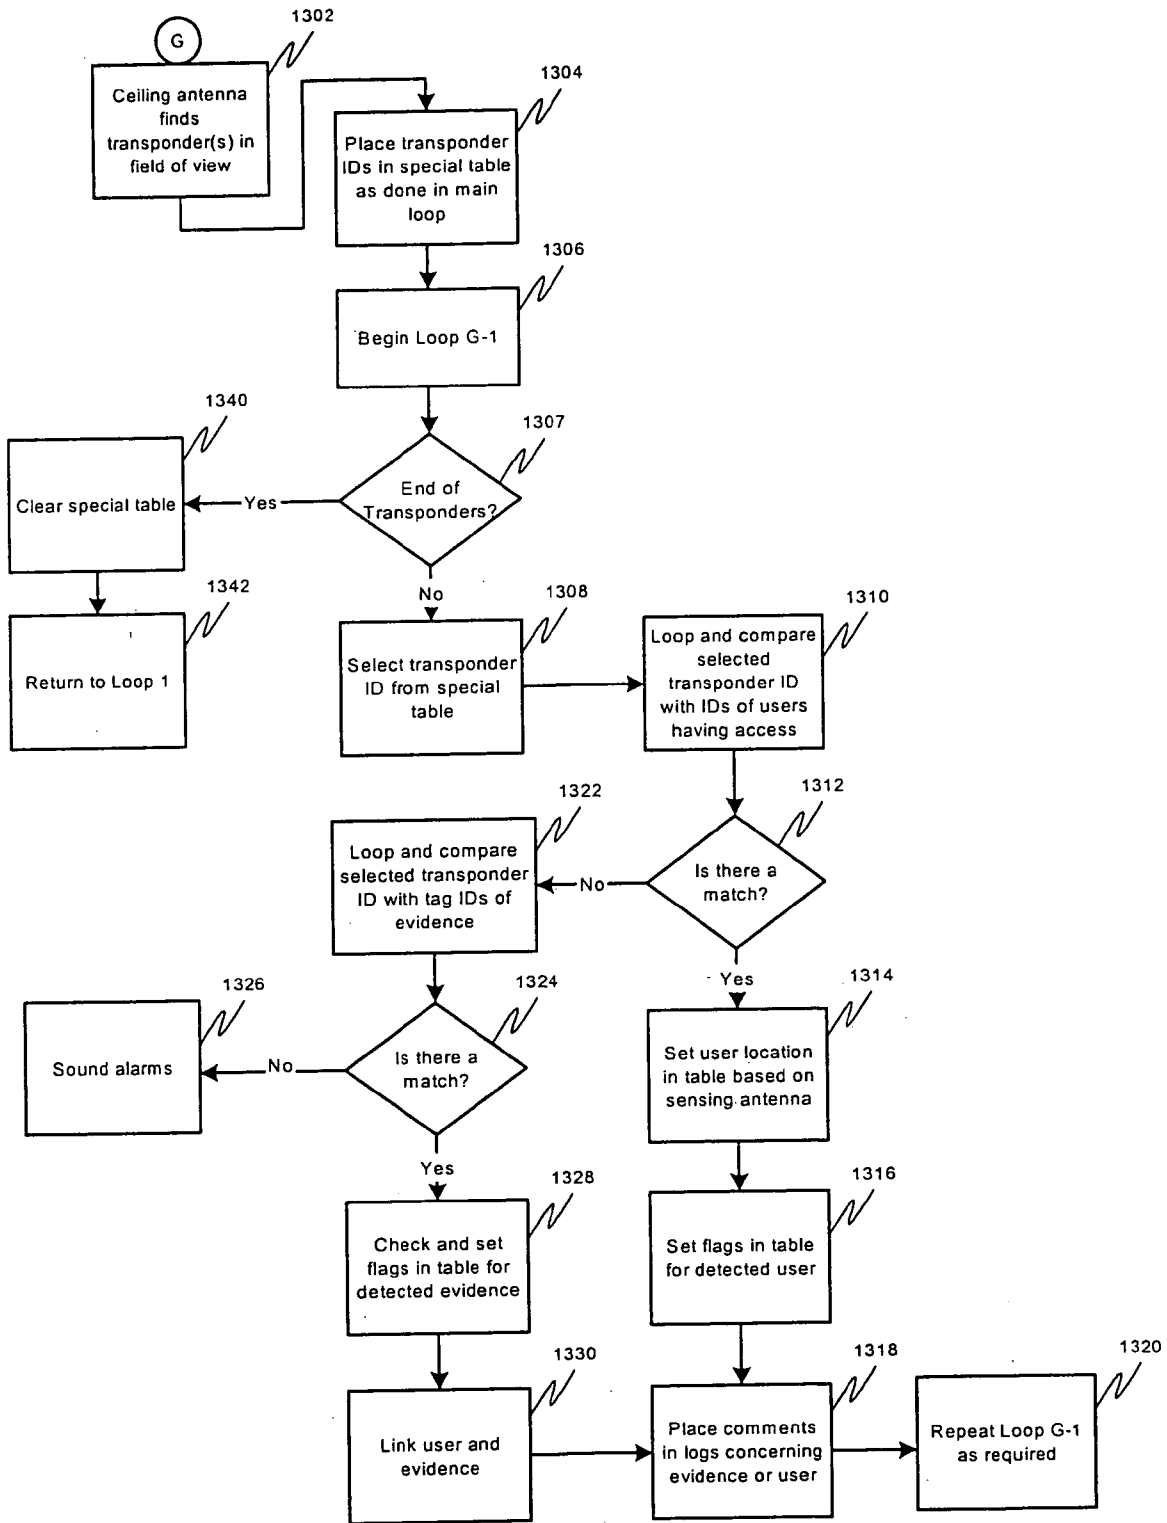 G
1302
Ceiling antenna
finds
transponder(s) in
field of view
1304
Place transponder
IDs in special table
as done in main
loop
1306
Begin Loop G-1
1340
Clear special table
1307
End of
Transponders?
Yes
No
1342
Return to Loop 1
1308
Select transponder
ID from special
table
1310
Loop and compare
selected
transponder ID
with IDs of users
having access
1312
Is there a
match?
No
Yes
1322
Loop and compare
selected transponder
ID with tag IDs of
evidence
1324
Is there a
match?
No
Yes
1326
Sound alarms
1314
Set user location
in table based on
sensing antenna
1316
Set flags in table
for detected user
1328
Check and set
flags in table for
detected evidence
1330
Link user and
evidence
1318
Place comments
in logs concerning
evidence or user
1320
Repeat Loop G-1
as required